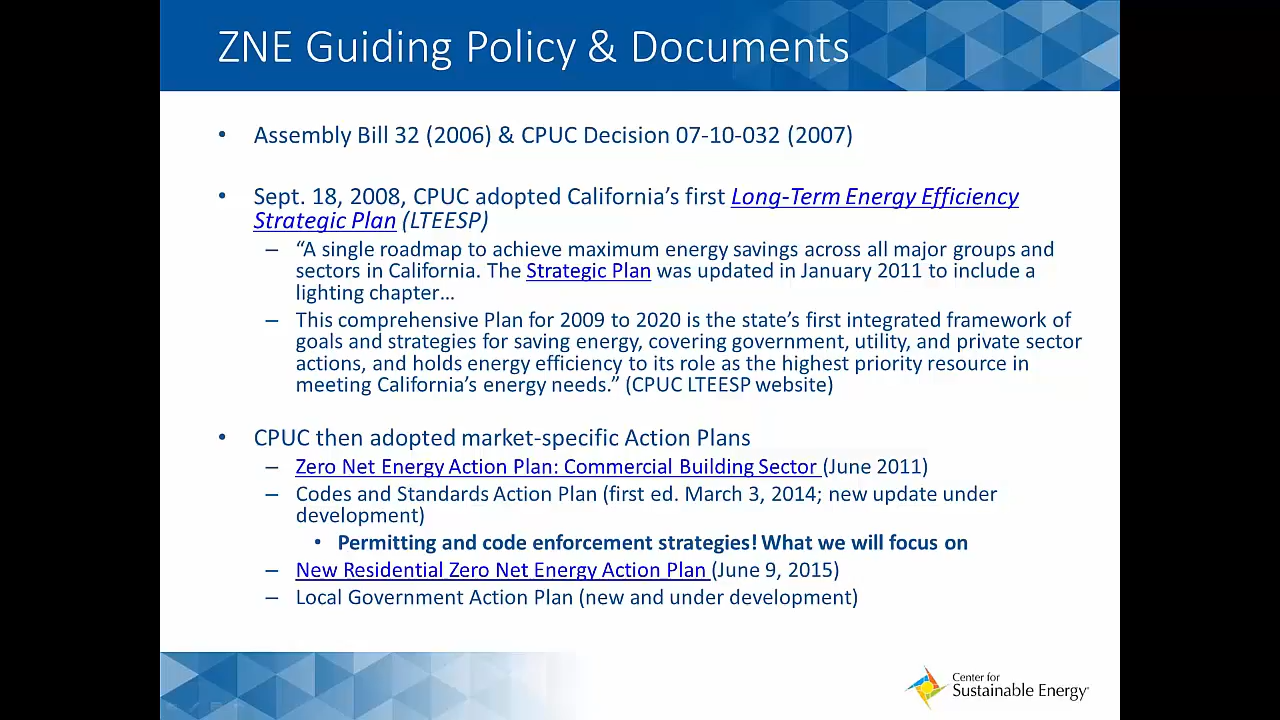 ZNE Guiding Policy & Documents
• Assembly Bill 32 (2006) & CPUC Decision 07-10-032 (2007)
• Sept. 18, 2008, CPUC adopted California’s first Long-Term Energy Efficiency
Strategic Plan (LTEESP)
– “A single roadmap to achieve maximum energy savings across all major groups and
sectors in California. The Strategic Plan was updated in January 2011 to include a
lighting chapter…
– This comprehensive Plan for 2009 to 2020 is the state’s first integrated framework of
goals and strategies for saving energy, covering government, utility, and private sector
actions, and holds energy efficiency to its role as the highest priority resource in
meeting California’s energy needs.” (CPUC LTEESP website)
• CPUC then adopted market-specific Action Plans
– Zero Net Energy Action Plan: Commercial Building Sector (June 2011)
– Codes and Standards Action Plan (first ed. March 3, 2014; new update under
development)
• Permitting and code enforcement strategies! What we will focus on
– New Residential Zero Net Energy Action Plan (June 9, 2015)
– Local Government Action Plan (new and under development)
Center for
Sustainable Energy®